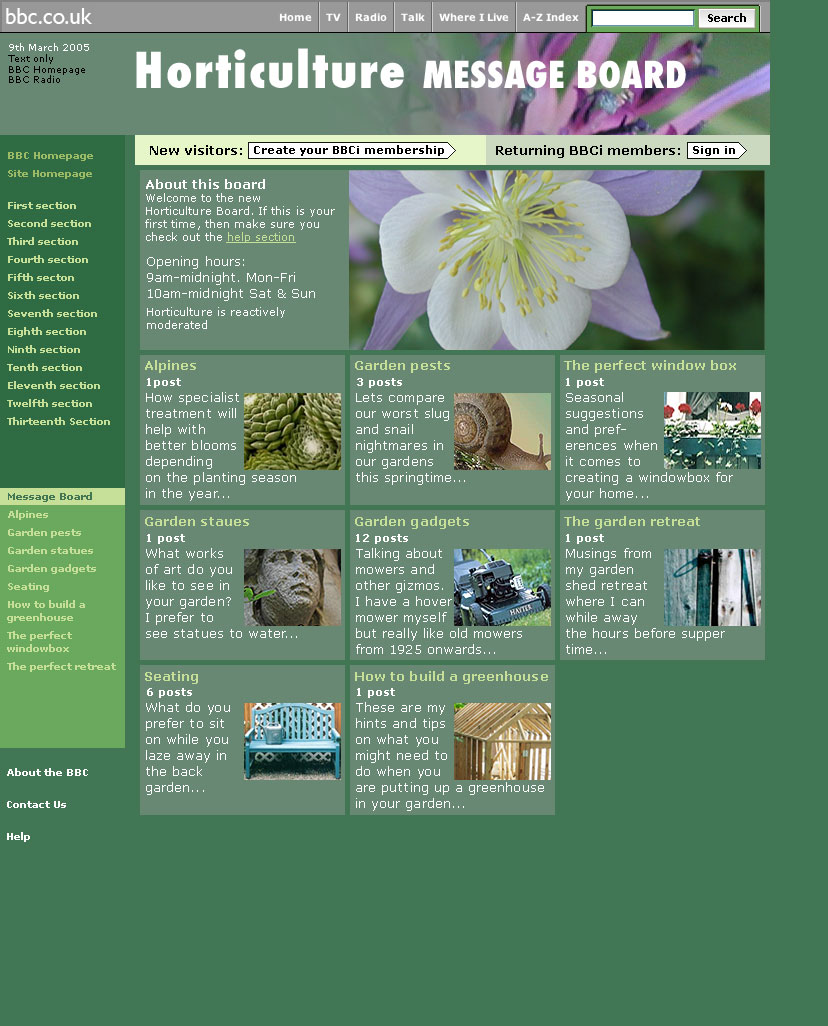 bbc.co.uk
Home
TV
Radio
Talk
Where I Live
A-Z Index
Search
9th March 2005
Text only
BBC Homepage
BBC Radio
Horticulture MESSAGE BOARD
New visitors: Create your BBCi membership
Returning BBCi members: Sign in
BBC Homepage
Site Homepage
First section
Second section
Third section
Fourth section
Fifth secton
Sixth section
Seventh section
Eighth section
Ninth section
Tenth section
Eleventh section
Twelfth section
Thirteenth Section
Message Board
Alpines
Garden pests
Garden statues
Garden gadgets
Seating
How to build a
greenhouse
The perfect
windowbox
The perfect retreat
About the BBC
Contact Us
Help
About this board
Welcome to the new
Horticulture Board. If this is your
first time, then make sure you
check out the help section
Opening hours:
9am-midnight. Mon-Fri
10am-midnight Sat & Sun
Horticulture is reactively
moderated
Alpines
1post
How specialist
treatment will
help with
better blooms
depending
on the planting season
in the year...
Garden pests
3 posts
Lets compare
our worst slug
and snail
nightmares in
our gardens
this springtime...
The perfect window box
1 post
Seasonal
suggestions
and pref-
erences when
it comes to
creating a windowbox for
your home...
Garden staues
1 post
What works
of art do you
like to see in
your garden?
I prefer to
see statues to water...
Garden gadgets
12 posts
Talking about
mowers and
other gizmos.
I have a hover
mower myself
but really like old mowers
from 1925 onwards...
HAYTER
The garden retreat
1 post
Musings from
my garden
shed retreat
where I can
while away
the hours before supper
time...
Seating
6 posts
What do you
prefer to sit
on while you
laze away in
the back
garden...
How to build a greenhouse
1 post
These are my
hints and tips
on what you
might need to
do when you
are putting up a greenhouse
in your garden...